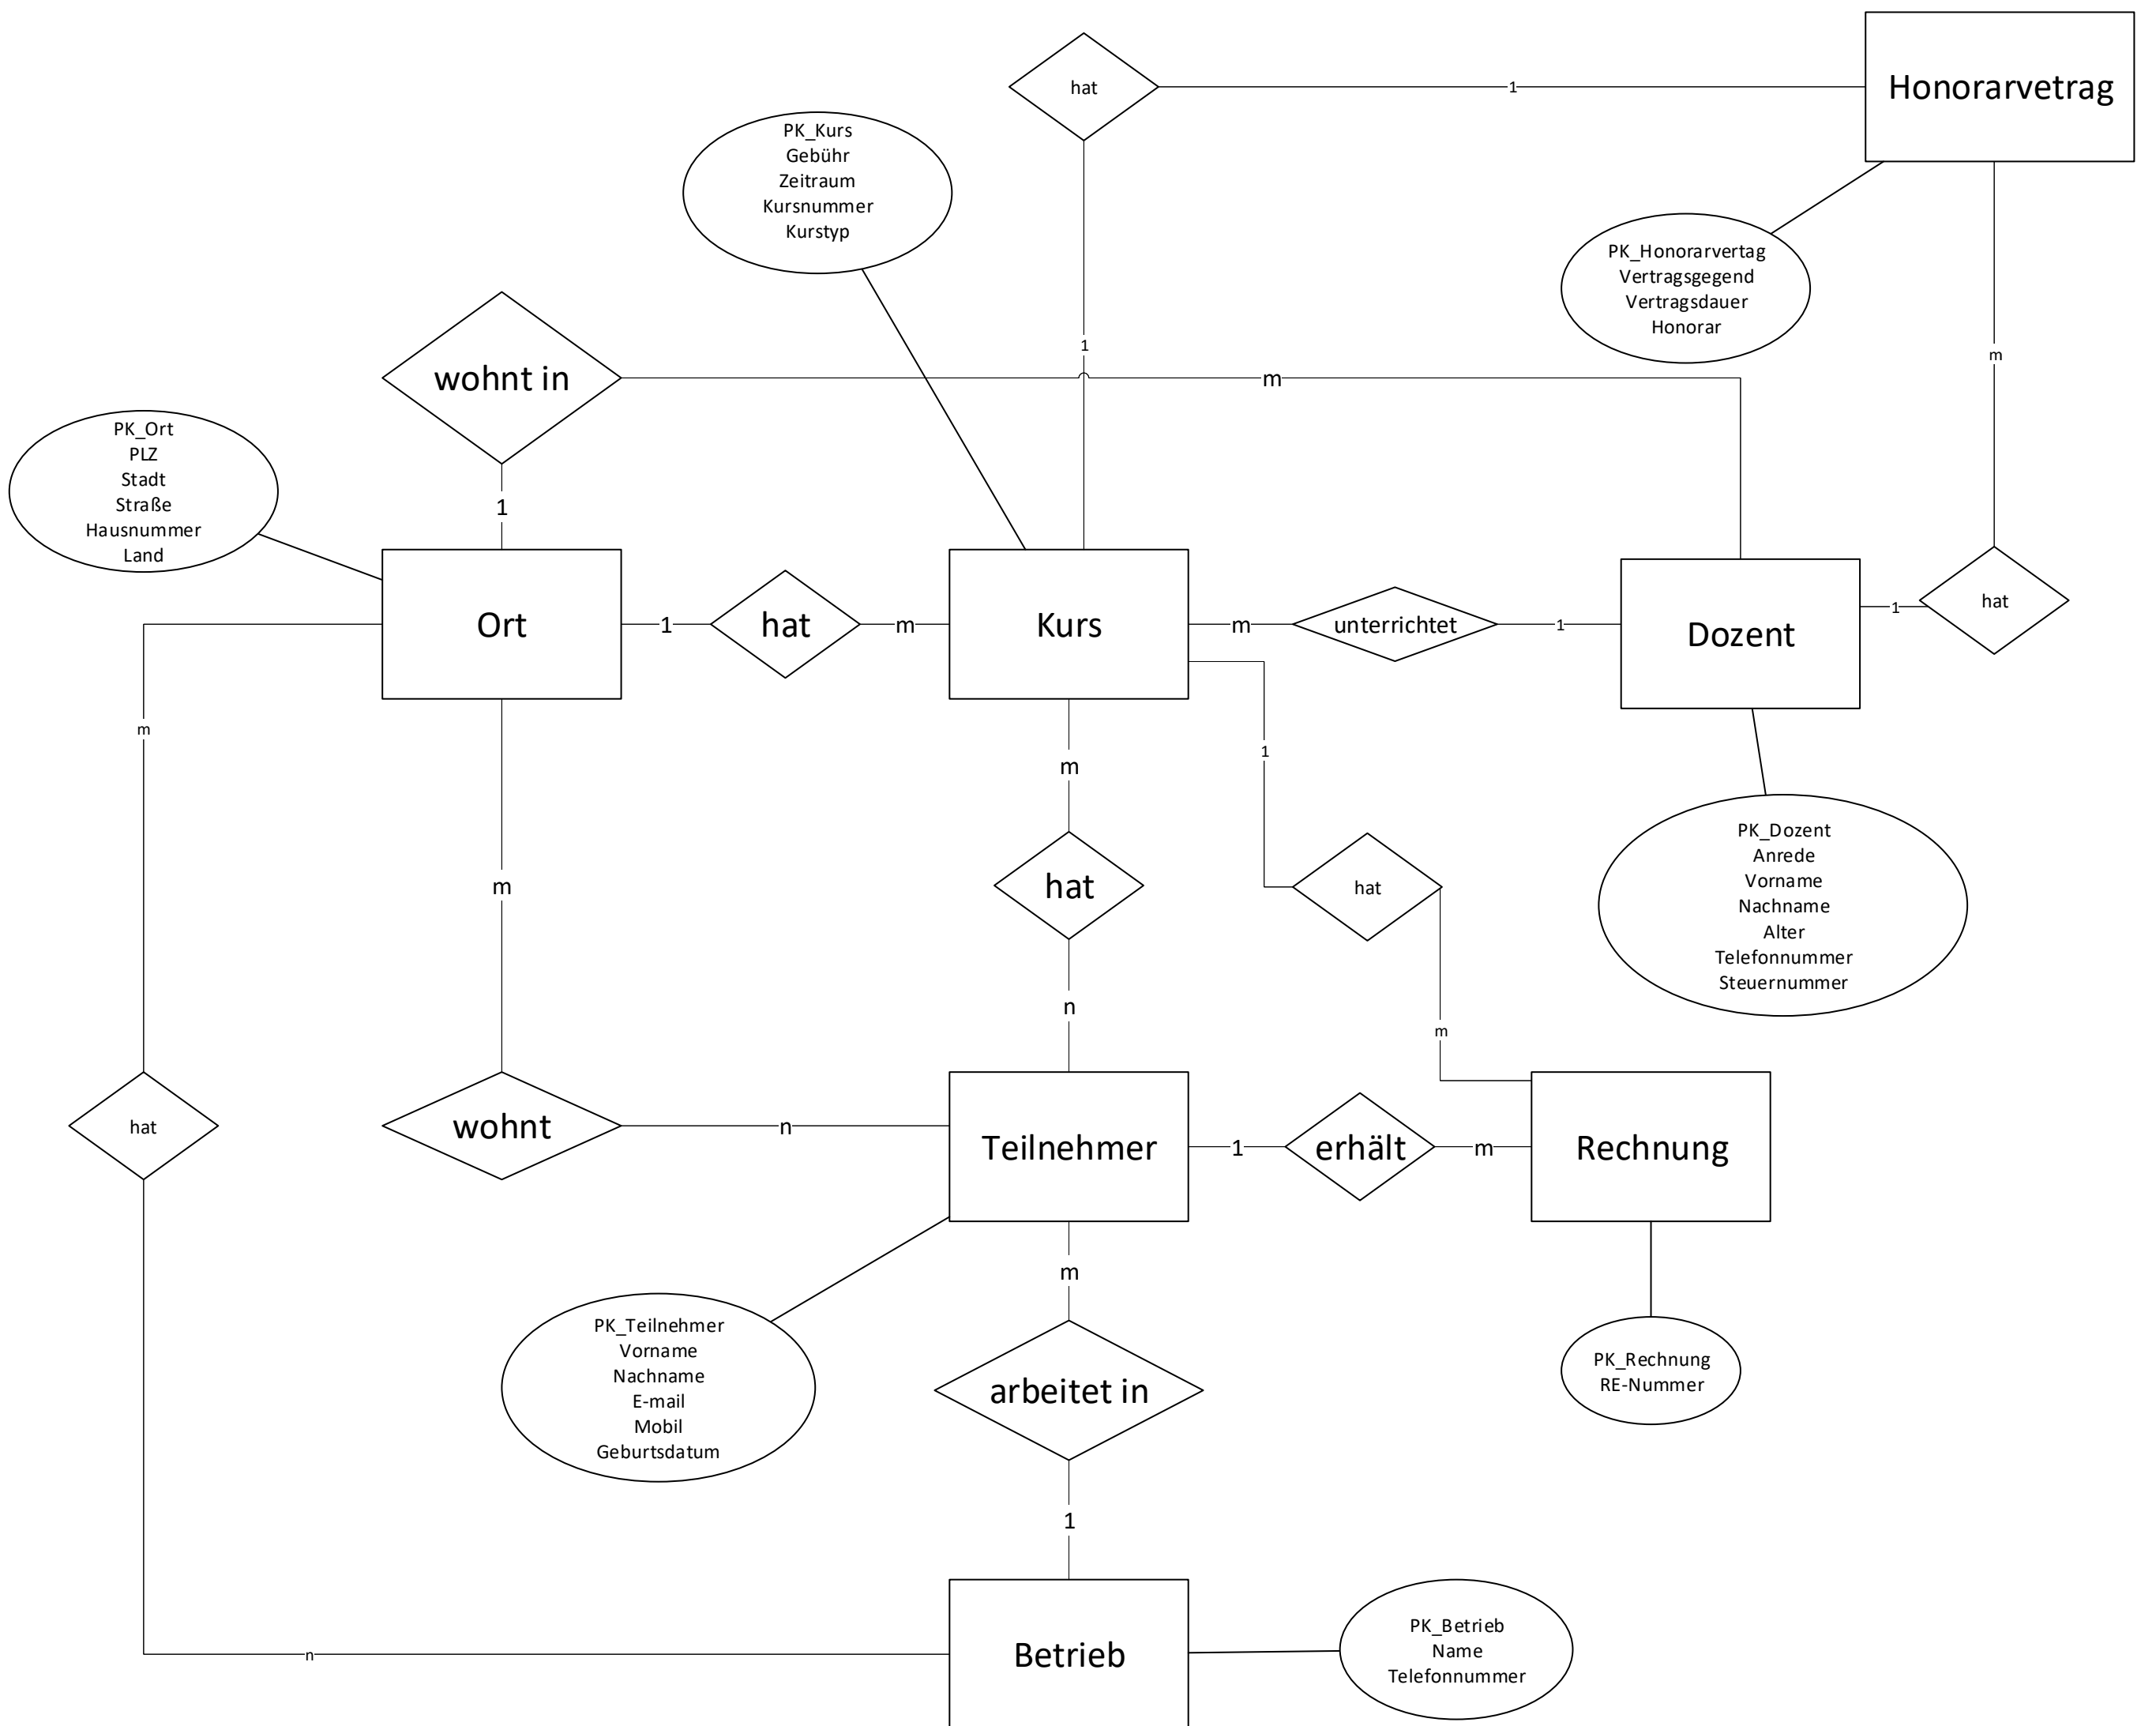 Honorarvetrag
hat
1
PK_Kurs
Gebühr
Zeitraum
Kursnummer
Kurstyp
PK_Honorarvertag
Vertragsgegend
Vertragsdauer
Honorar
1
m
wohnt in
m
PK_Ort
PLZ
Stadt
Straße
Hausnummer
Land
1
Ort
1
hat
m
Kurs
m
unterrichtet
1
Dozent
1
hat
m
m
1
PK_Dozent
Anrede
Vorname
Nachname
Alter
Telefonnummer
Steuernummer
m
hat
hat
n
m
hat
wohnt
n
Teilnehmer
1
erhält
m
Rechnung
m
PK_Teilnehmer
Vorname
Nachname
E-mail
Mobil
Geburtsdatum
arbeitet in
PK_Rechnung
RE-Nummer
1
n
Betrieb
PK_Betrieb
Name
Telefonnummer